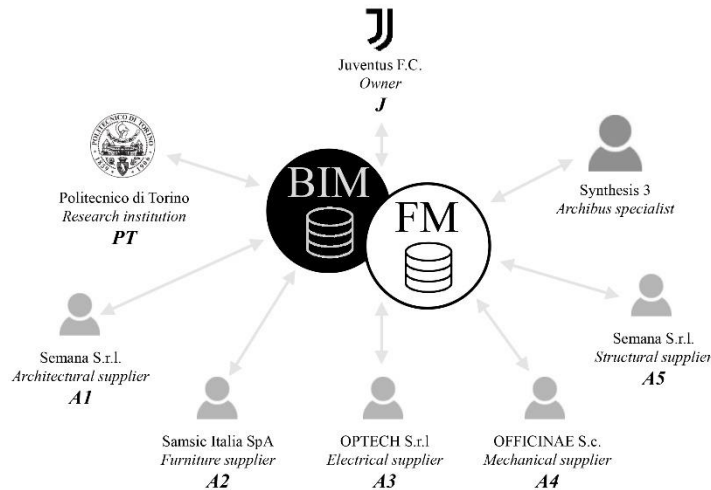 Juventus F.C.
Owner
J
BIM
FM
Politecnico di Torino
Research institution
PT
Synthesis 3
Archibus specialist
Semana S.r.l.
Architectural supplier
A1
Samsic Italia SpA
Furniture supplier
A2
OPTECH S.r.l
Electrical supplier
A3
OFFICINAE S.c.
Mechanical supplier
A4
Semana S.r.l.
Structural supplier
A5